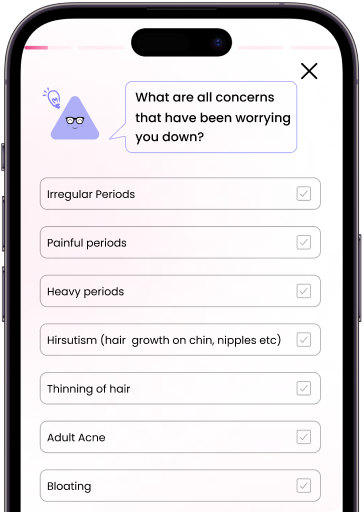 What are all concerns
that have been worrying
you down?
Irregular Periods
Painful periods
Heavy periods
Hirsutism (hair growth on chin, nipples etc)
Thinning of hair
Adult Acne
Bloating